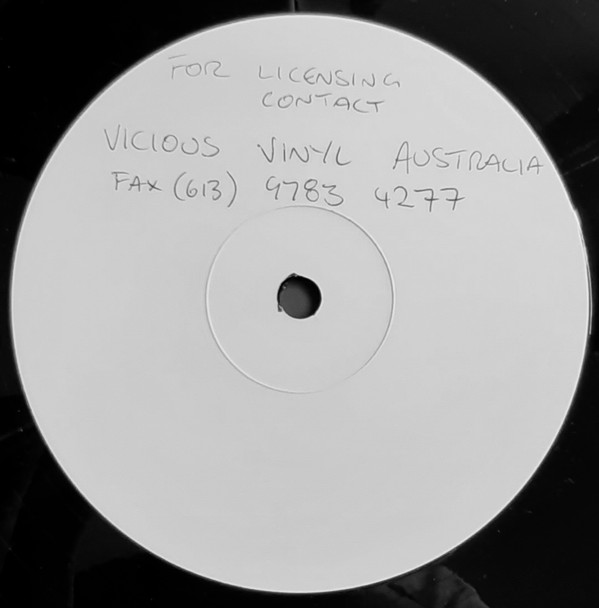 FOR LICENSING
CONTACT
VICIOUS VINYL AUSTRALIA
FAX (613) 9783 4277